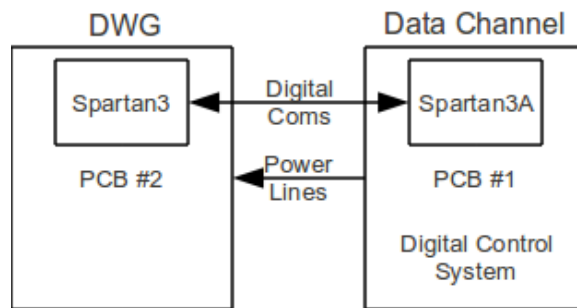 DWG
Data Channel
Spartan3
Digital
Coms
Spartan3A
PCB #2
Power
Lines
PCB #1
Digital Control
System